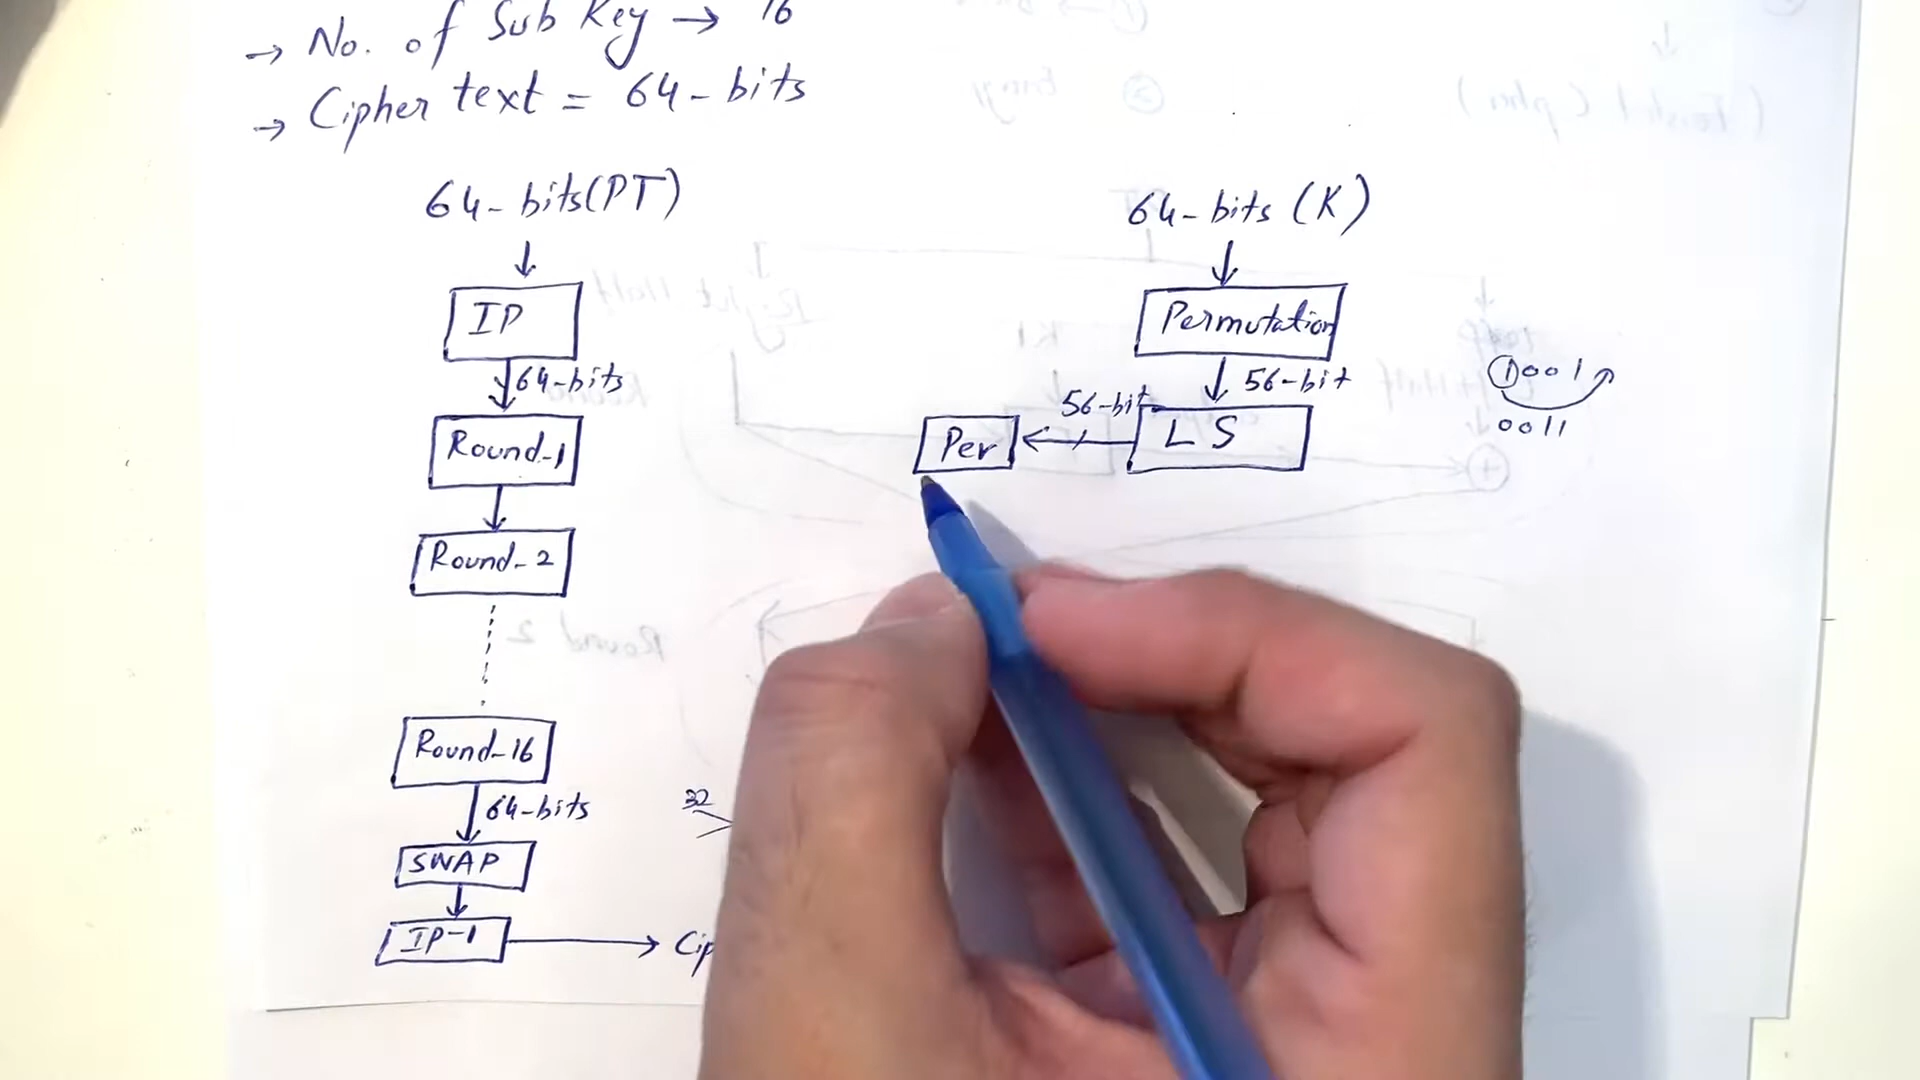 → No. of Sub Key → 16
→ Cipher text = 64-bits
64-bits(PT)
IP
64-bits
Round-1
Round-2
Round-16
64-bits
SWAP
IP-1
Cip
32
64-bits (K)
Permutation
56-bit
LS
56-bit
Per
1001
0011